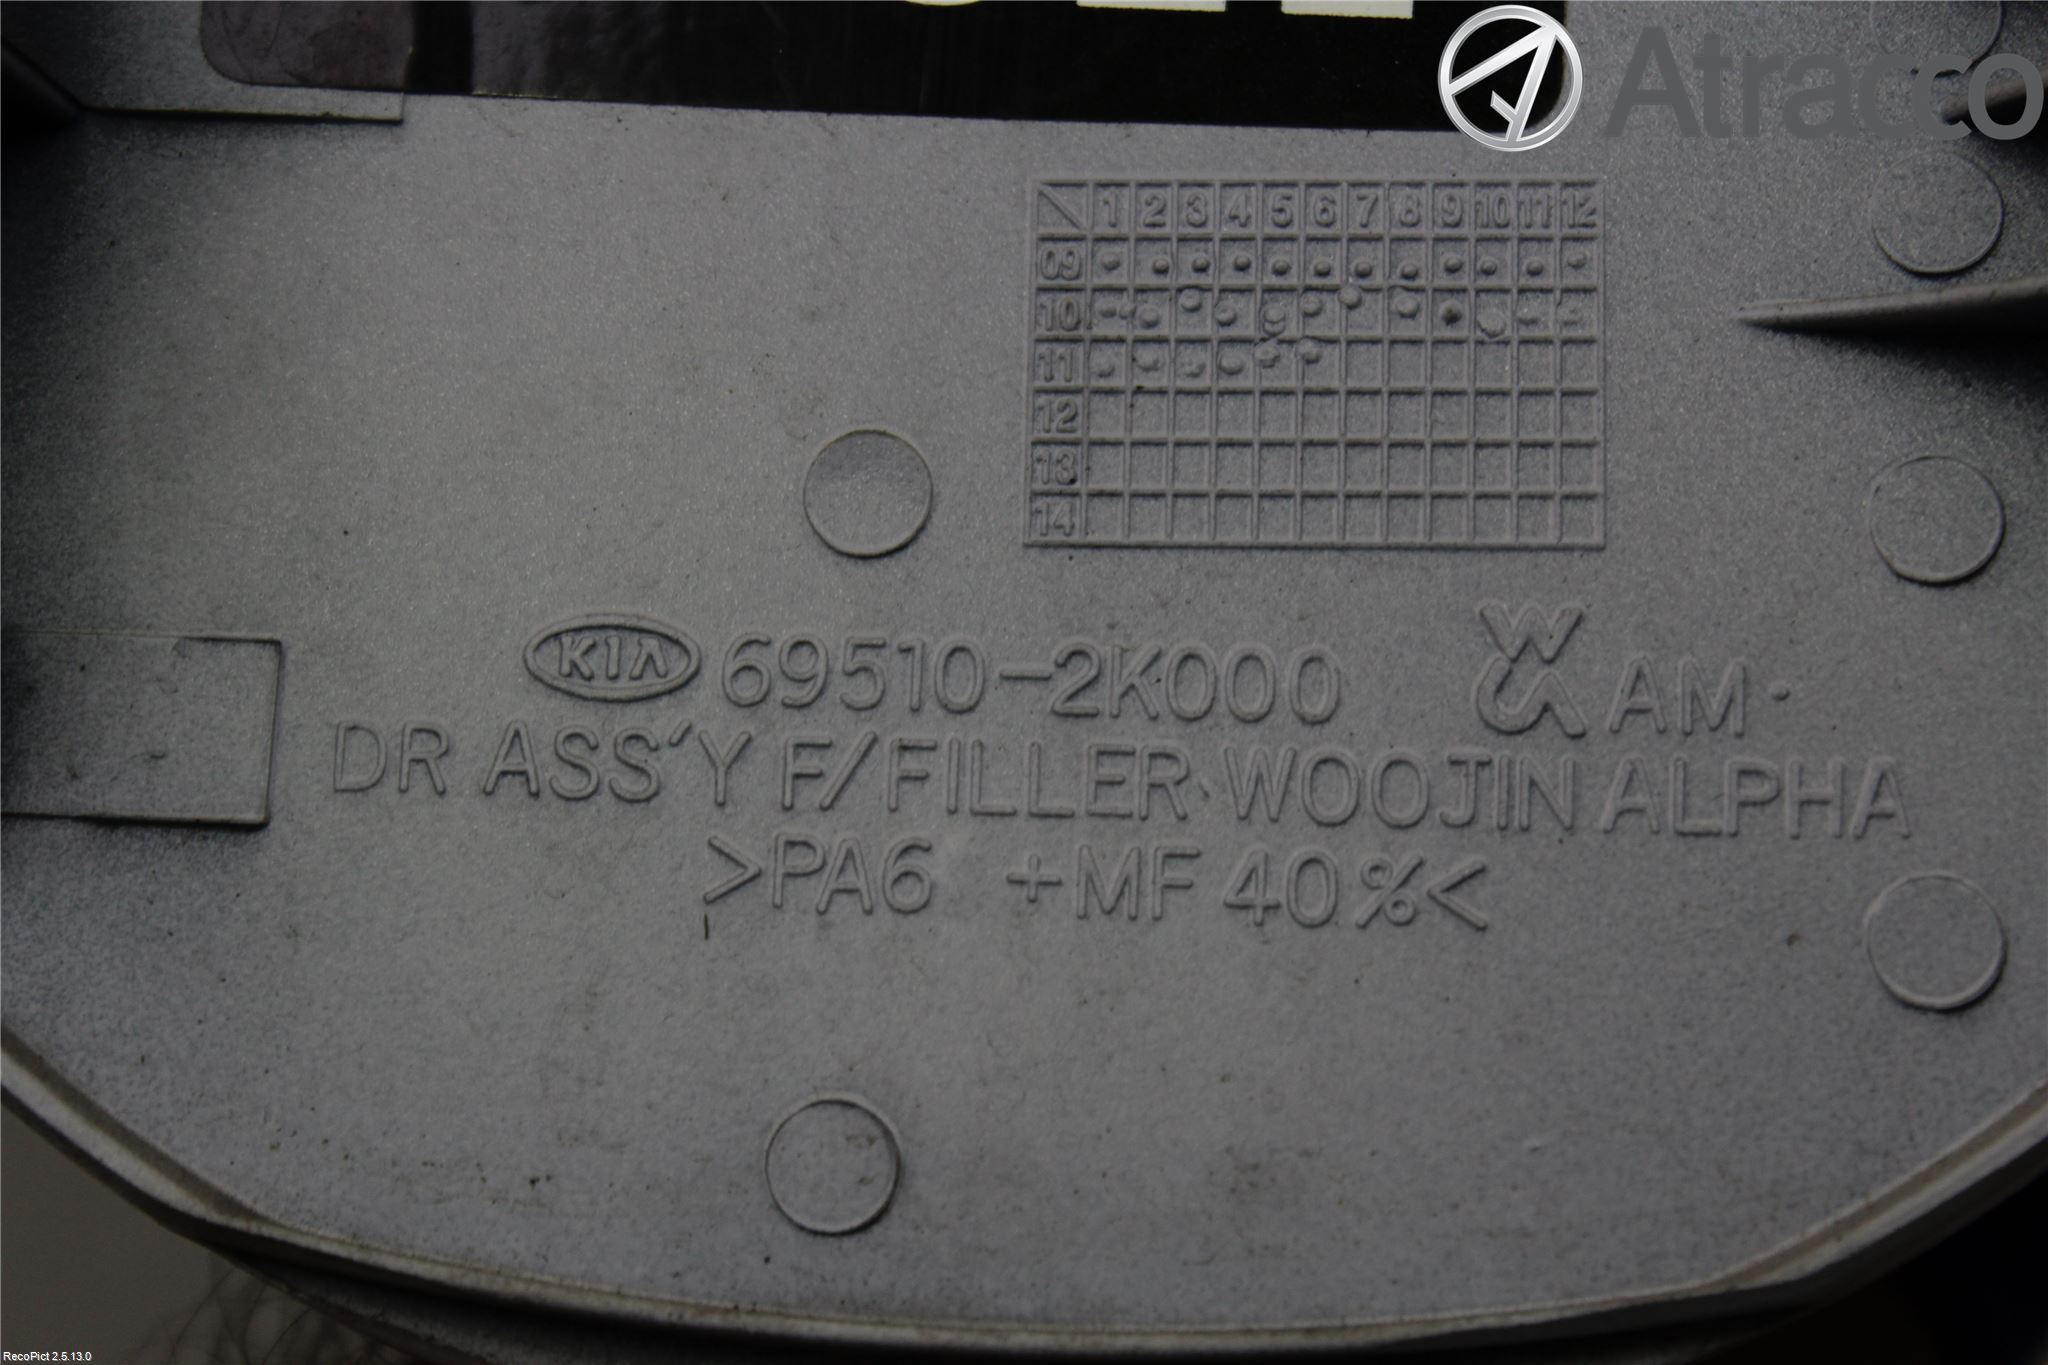 Atracco
1 2 3 4 5 6 7 8 9 10 11 12
09
10
11
12
13
14
KIA 69510-2K000 AM
DR ASS'Y F/FILLER WOOJIN ALPHA
>PA6 +MF 40%<
RecoPict 2.5.13.0